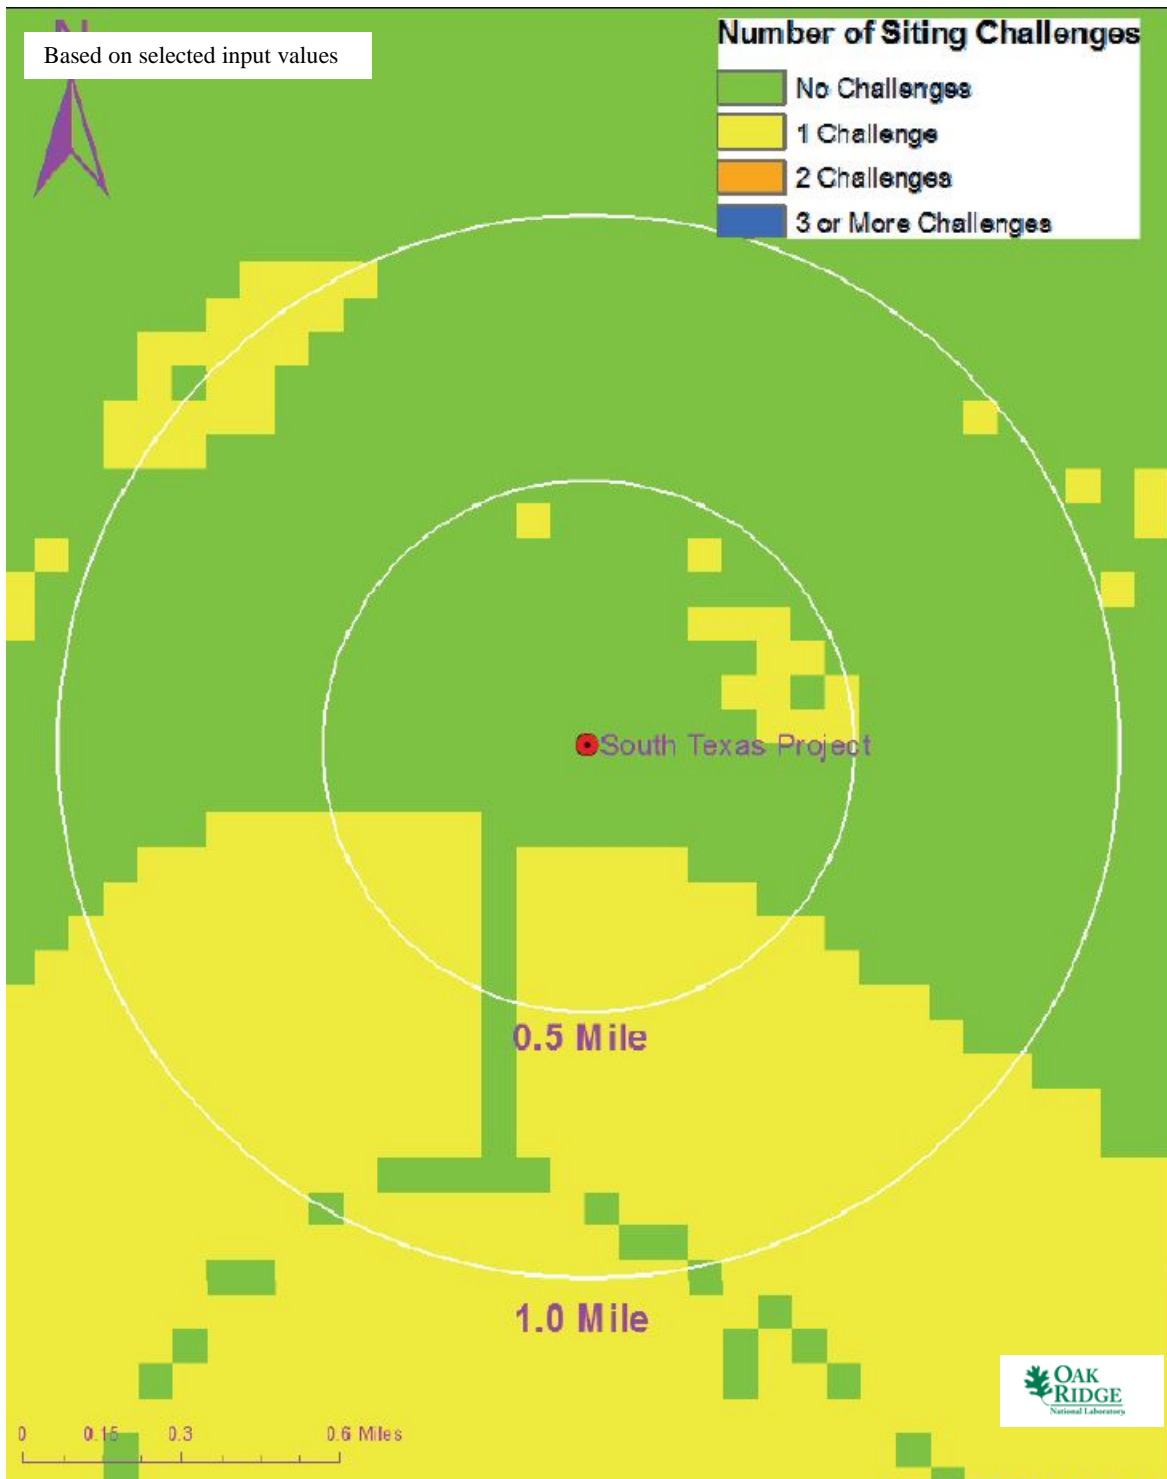 N
Based on selected input values
Number of Siting Challenges
No Challenges
1 Challenge
2 Challenges
3 or More Challenges
South Texas Project
0.5 Mile
1.0 Mile
OAK
RIDGE
National Laboratory
0 0.15 0.3 0.6 Miles